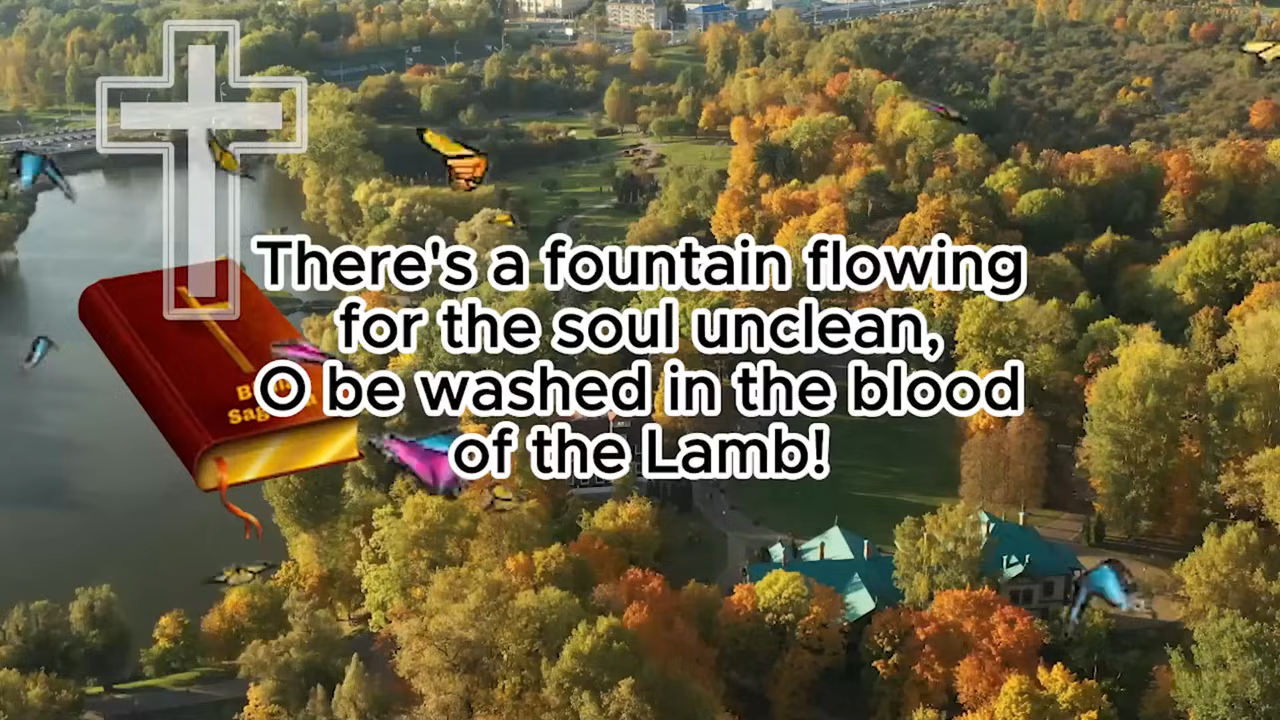 There's a fountain flowing
for the soul unclean,
O be washed in the blood
of the Lamb!